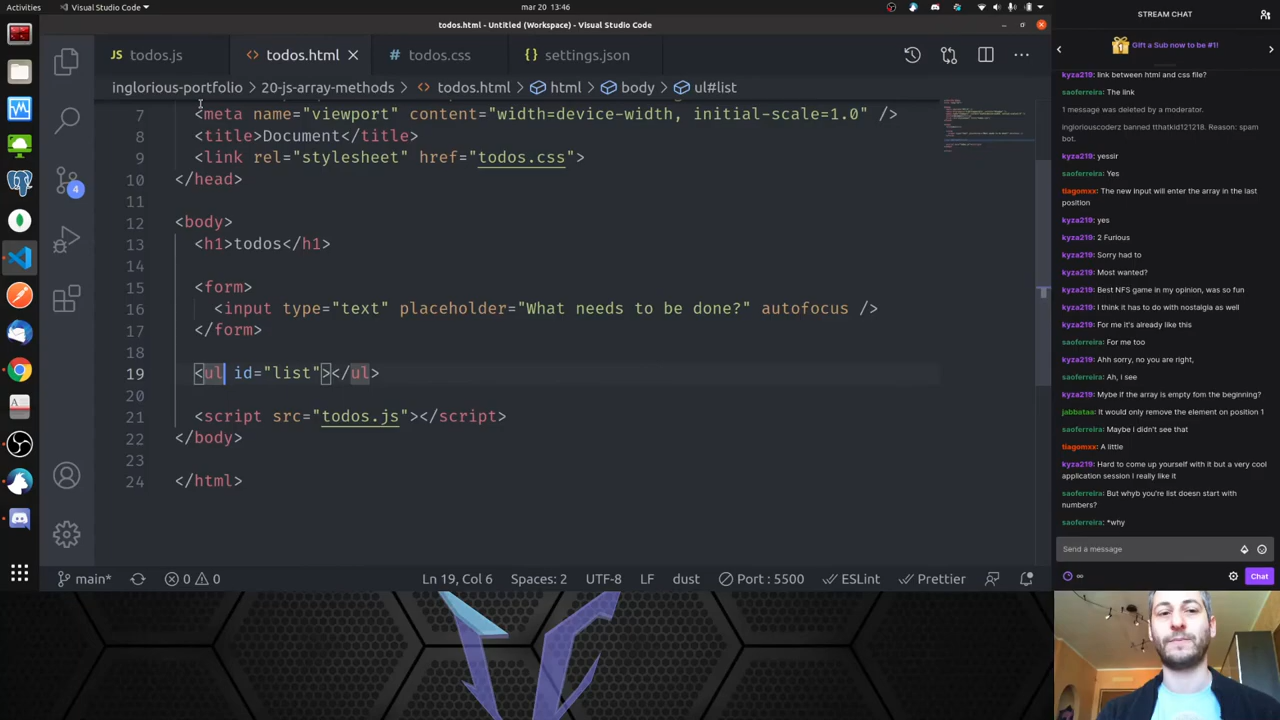 Activities
Visual Studio Code
mar 20 13:46
todos.html - Untitled (Workspace) - Visual Studio Code
todos.js
<> todos.html
# todos.css
{} settings.json
inglorious-portfolio > 20-js-array-methods > <> todos.html > html > body > ul#list
7 <meta name="viewport" content="width=device-width, initial-scale=1.0" />
8 <title>Document</title>
9 <link rel="stylesheet" href="todos.css">
10 </head>
11
12 <body>
13 <h1>todos</h1>
14
15 <form>
16 <input type="text" placeholder="What needs to be done?" autofocus />
17 </form>
18
19 <ul id="list"></ul>
20
21 <script src="todos.js"></script>
22 </body>
23
24 </html>
4
main*
0 0
Ln 19, Col 6
Spaces: 2
UTF-8
LF
dust
Port : 5500
ESLint
Prettier
STREAM CHAT
Gift a Sub now to be #1!
kyza219: link between html and css file?
saoferreira: The link
1 message was deleted by a moderator.
ingloriouscoderz banned tthatkid121218. Reason: spam
bot.
kyza219: yessir
saoferreira: Yes
tiagomxx: The new input will enter the array in the last
position
kyza219: yes
kyza219: 2 Furious
kyza219: Sorry had to
kyza219: Most wanted?
kyza219: Best NFS game in my opinion, was so fun
kyza219: I think it has to do with nostalgia as well
kyza219: For me it's already like this
saoferreira: For me too
kyza219: Ahh sorry, no you are right,
saoferreira: Ah, i see
kyza219: Mybe if the array is empty fom the beginning?
jabbataa: It would only remove the element on position 1
saoferreira: Maybe i didn't see that
tiagomxx: A little
kyza219: Hard to come up yourself with it but a very cool
application session I really like it
saoferreira: But whyb you're list doesn start with
numbers?
saoferreira: *why
Send a message
∞
Chat